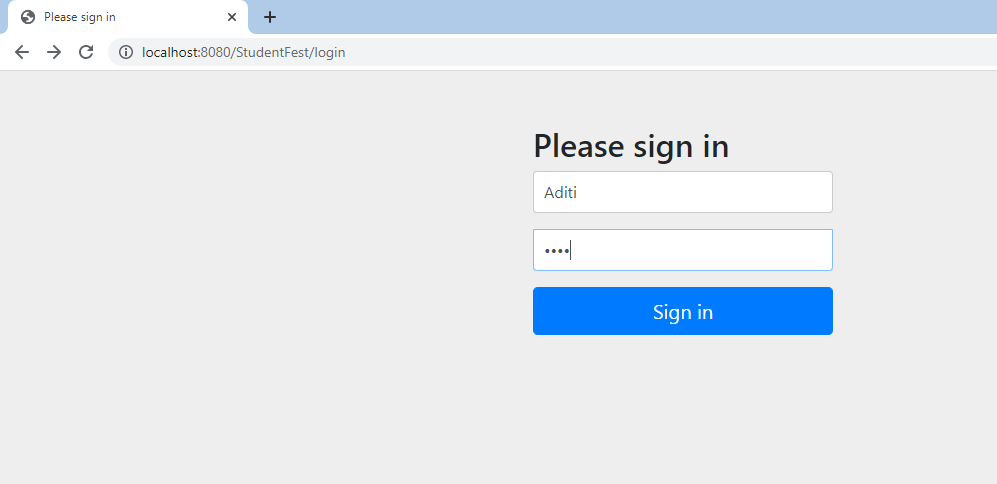 Please sign in
localhost:8080/StudentFest/login
Please sign in
Aditi
••••
Sign in